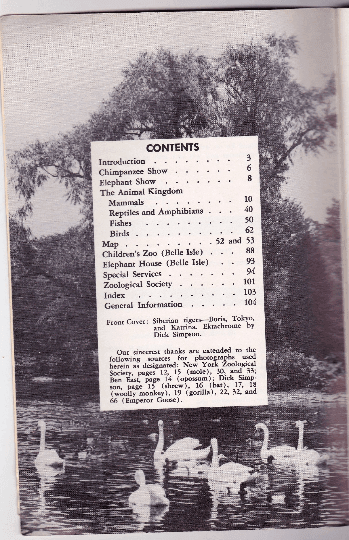 CONTENTS
Introduction . . . . . . . . 3
Chimpanzee Show . . . . . . 6
Elephant Show . . . . . . . 8
The Animal Kingdom
Mammals . . . . . . . . 10
Reptiles and Amphibians . . . 40
Fishes . . . . . . . . . 50
Birds . . . . . . . . . 62
Map . . . . . . . . 52 and 53
Children's Zoo (Belle Isle) . . . 88
Elephant House (Belle Isle) . . . 93
Special Services . . . . . . . 94
Zoological Society . . . . . . 101
Index . . . . . . . . . . 103
General Information . . . . . 104
Front Cover: Siberian tigers—Boris, Tokyo,
and Katrina. Ektachrome by
Dick Simpson.
Our sincerest thanks are extended to the
following sources for photographs used
herein as designated: New York Zoological
Society, pages 12, 15 (mole), 30, and 33;
Ben East, page 14 (opossum); Dick Simp
son, page 15 (shrew), 16 (bat), 17, 18
(woolly monkey), 19 (gorilla), 22, 32, and
66 (Emperor Goose).